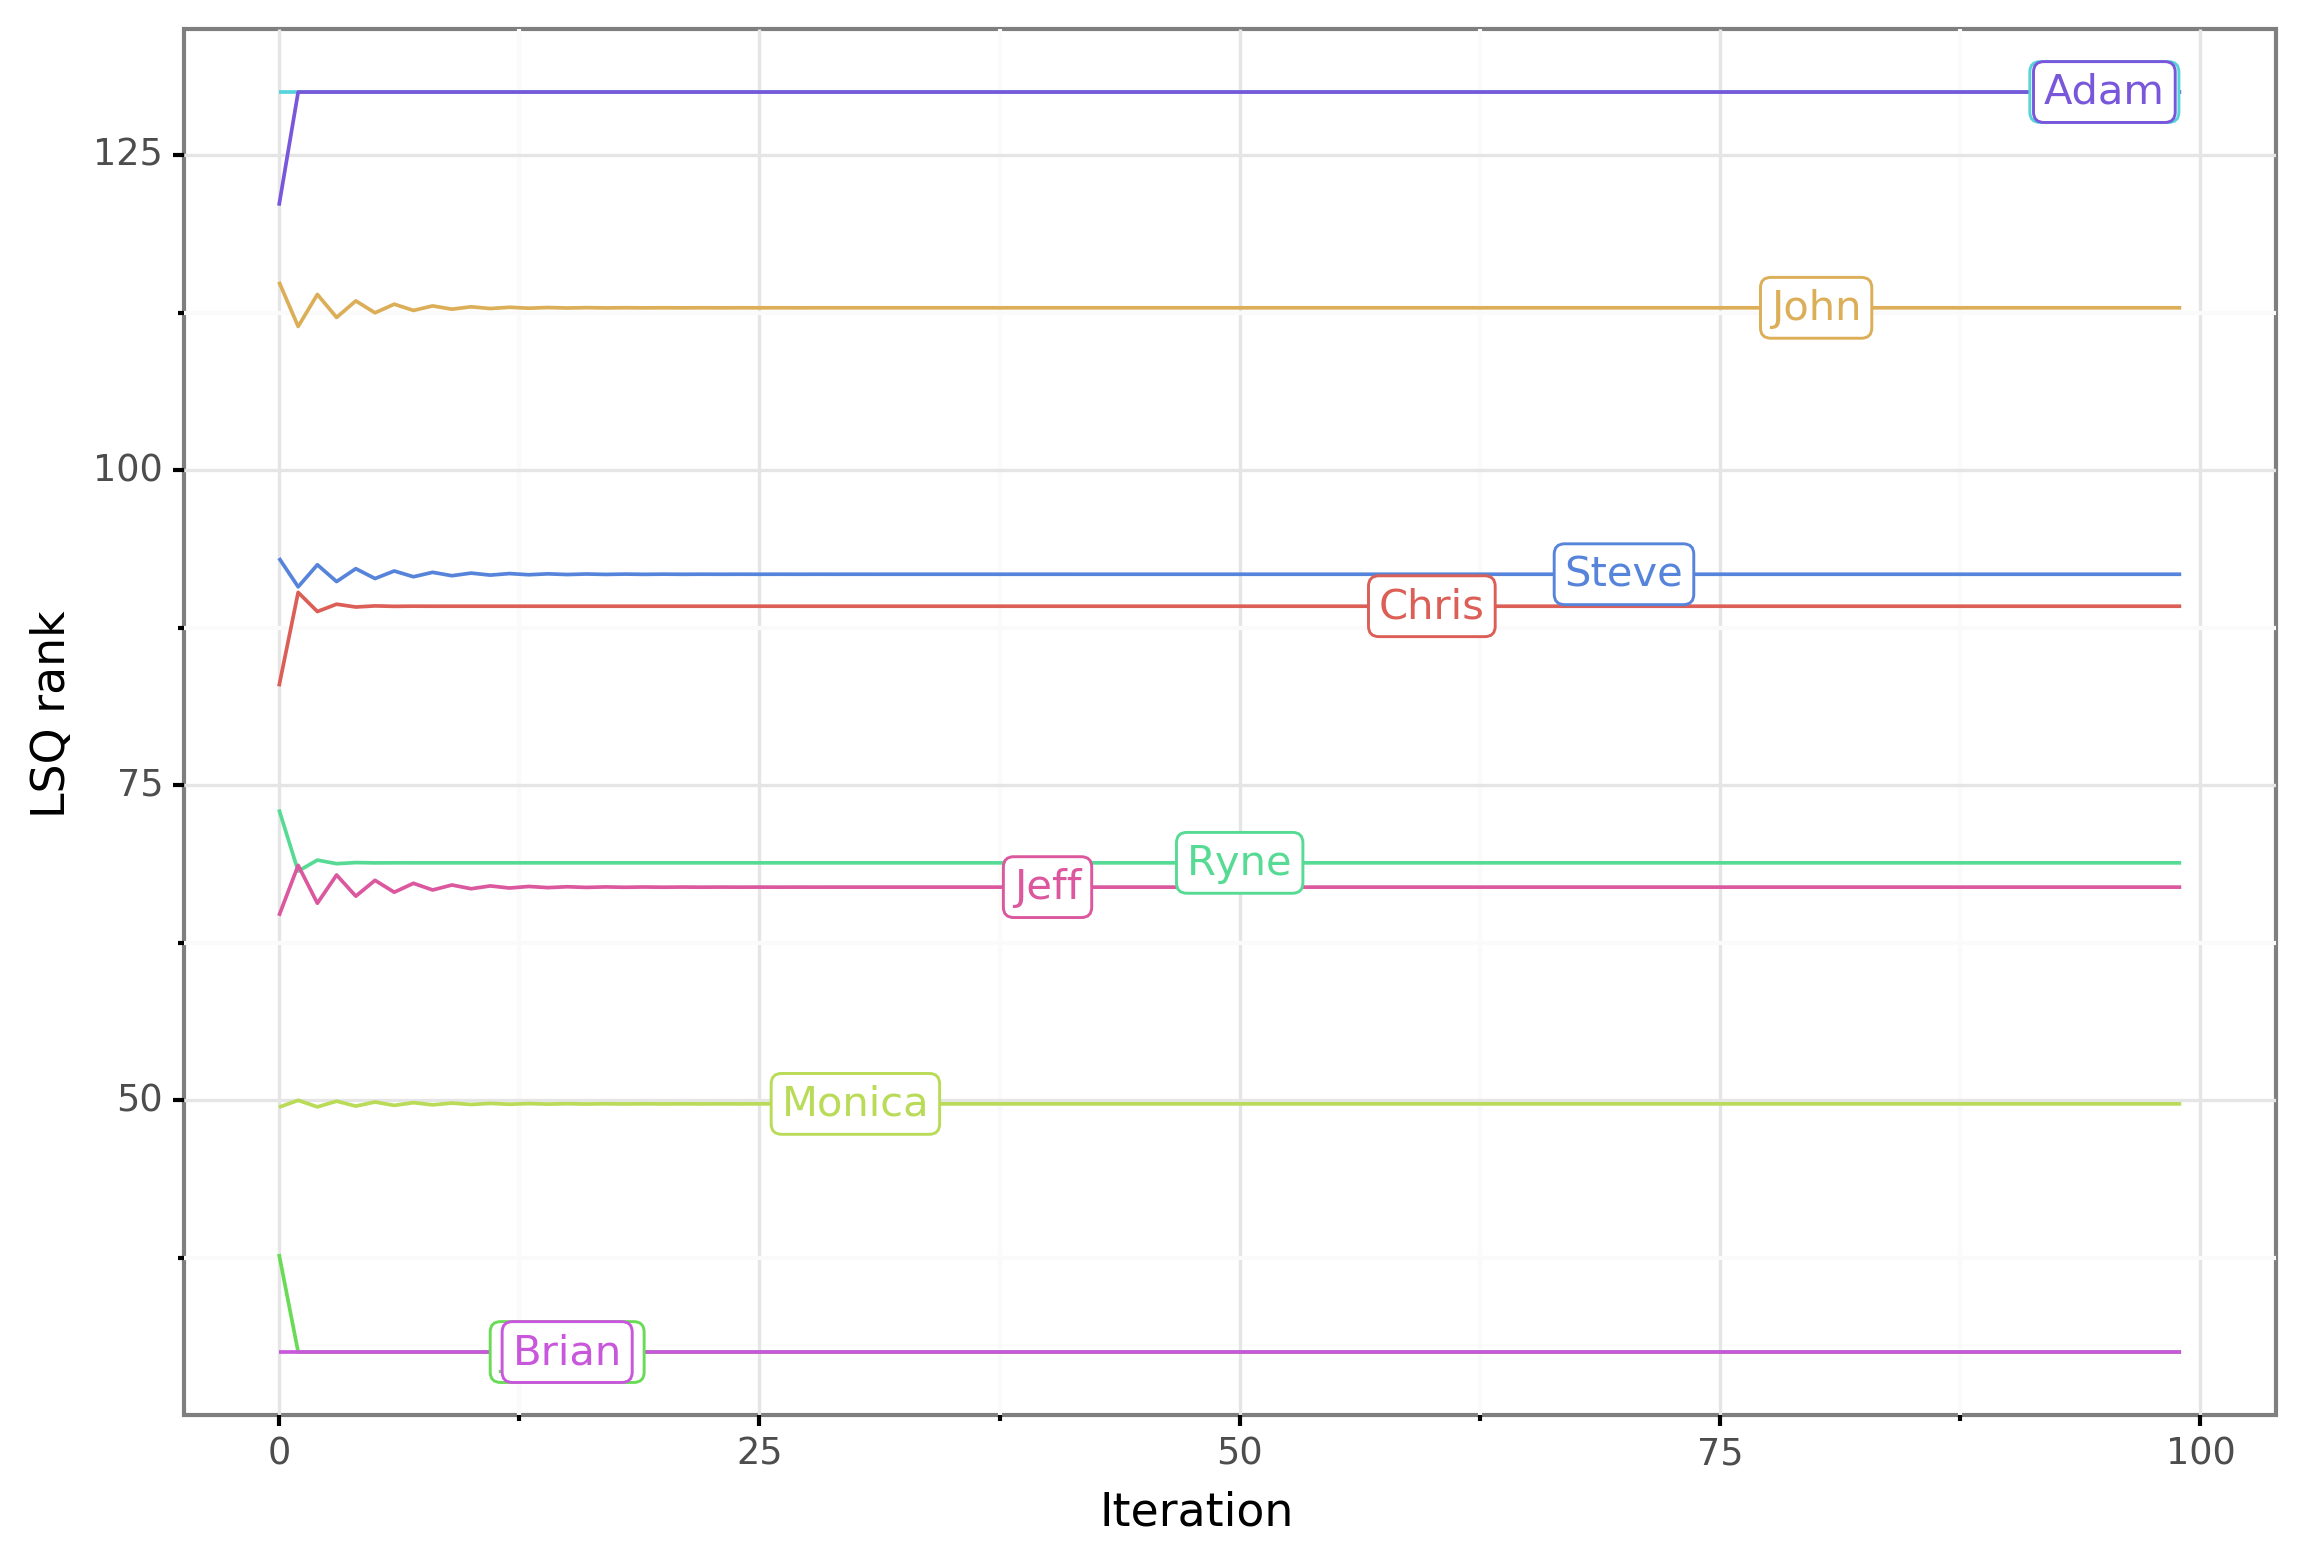 Adam
125
John
100
Steve
Chris
LSQ rank
75
Ryne
Jeff
50
Monica
Brian
0 25 50 75 100
Iteration